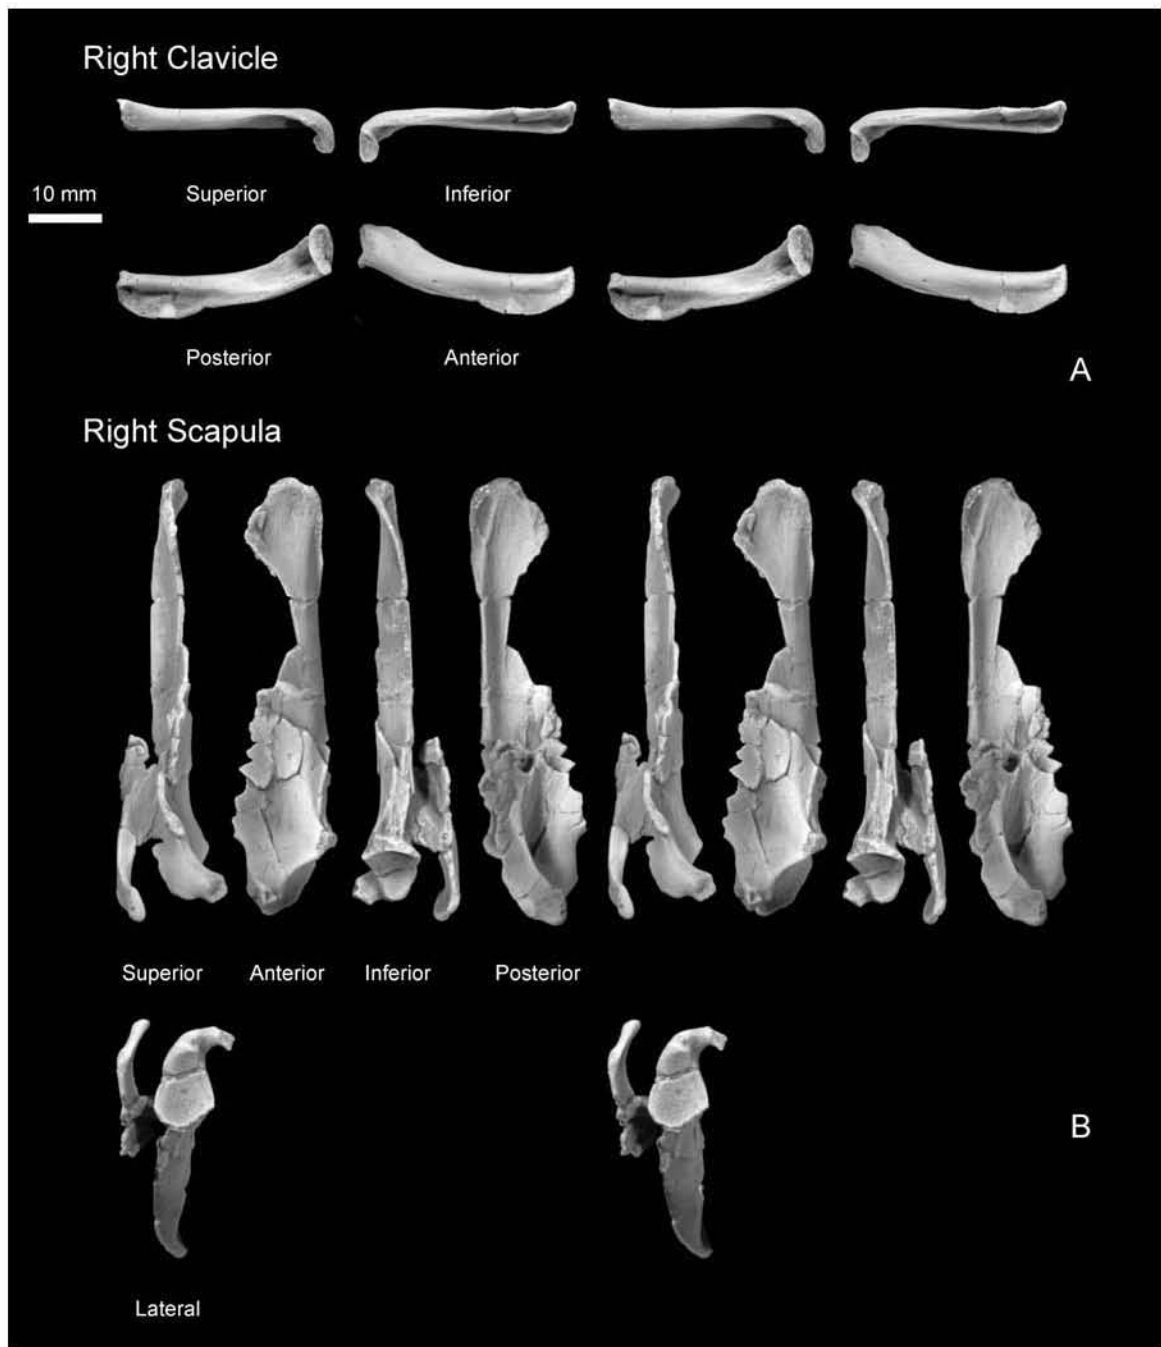 Right Clavicle
10 mm
Superior Inferior
Posterior Anterior
A
Right Scapula
Superior Anterior Inferior Posterior
B
Lateral